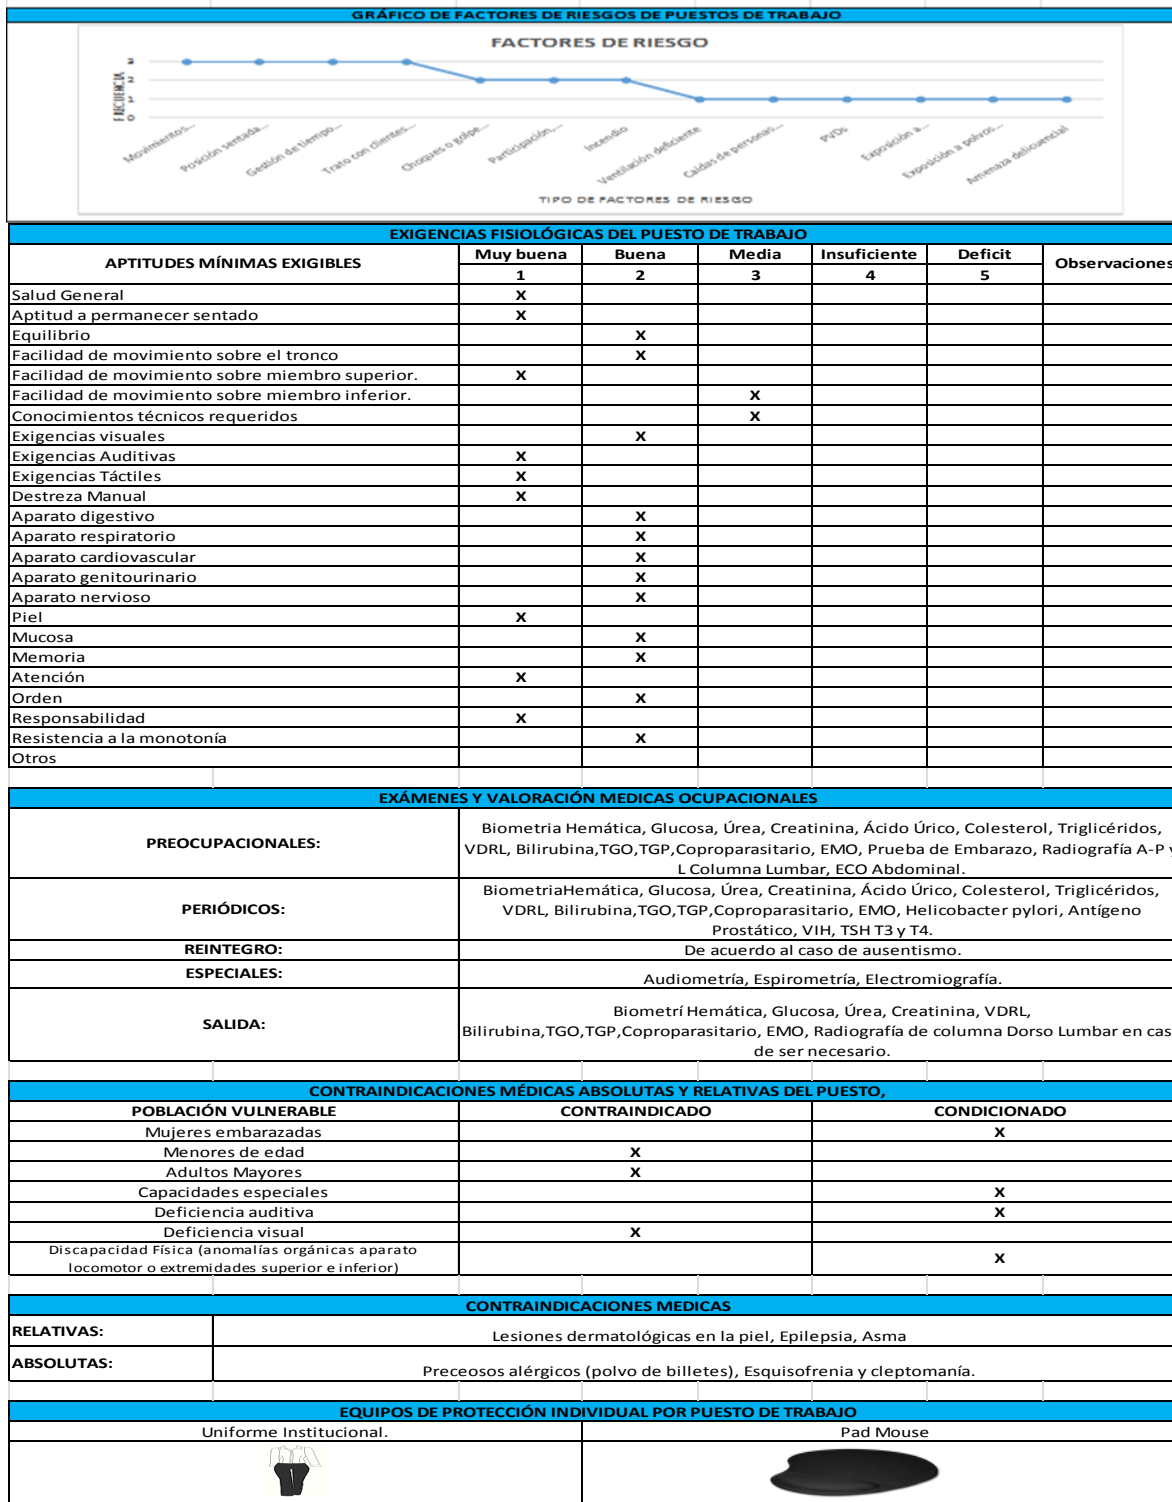 GRÁFICO DE FACTORES DE RIESGOS DE PUESTOS DE TRABAJO
FACTORES DE RIESGO
FRECUENCIA
3
2
1
0
Movimientos...
Posición sentada...
Gestión de tiempo...
Trato con clientes...
Choques o golpe...
Participación,...
Incendio
Ventilación deficiente
Caídas de personas...
PVDs
Exposición a...
Exposición a polvos...
Amenaza delicuencial
TIPO DE FACTORES DE RIESGO
EXIGENCIAS FISIOLÓGICAS DEL PUESTO DE TRABAJO
APTITUDES MÍNIMAS EXIGIBLES Muy buena Buena Media Insuficiente Deficit Observaciones
1 2 3 4 5
Salud General X
Aptitud a permanecer sentado X
Equilibrio X
Facilidad de movimiento sobre el tronco X
Facilidad de movimiento sobre miembro superior. X
Facilidad de movimiento sobre miembro inferior. X
Conocimientos técnicos requeridos X
Exigencias visuales X
Exigencias Auditivas X
Exigencias Táctiles X
Destreza Manual X
Aparato digestivo X
Aparato respiratorio X
Aparato cardiovascular X
Aparato genitourinario X
Aparato nervioso X
Piel X
Mucosa X
Memoria X
Atención X
Orden X
Responsabilidad X
Resistencia a la monotonía X
Otros
EXÁMENES Y VALORACIÓN MEDICAS OCUPACIONALES
PREOCUPACIONALES:
Biometria Hemática, Glucosa, Úrea, Creatinina, Ácido Úrico, Colesterol, Triglicéridos,
VDRL, Bilirubina,TGO,TGP,Coproparasitario, EMO, Prueba de Embarazo, Radiografía A-P y
L Columna Lumbar, ECO Abdominal.
PERIÓDICOS:
BiometriaHemática, Glucosa, Úrea, Creatinina, Ácido Úrico, Colesterol, Triglicéridos,
VDRL, Bilirubina,TGO,TGP,Coproparasitario, EMO, Helicobacter pylori, Antígeno
Prostático, VIH, TSH T3 y T4.
REINTEGRO: De acuerdo al caso de ausentismo.
ESPECIALES: Audiometría, Espirometría, Electromiografía.
SALIDA:
Biometrí Hemática, Glucosa, Úrea, Creatinina, VDRL,
Bilirubina,TGO,TGP,Coproparasitario, EMO, Radiografía de columna Dorso Lumbar en cas
de ser necesario.
CONTRAINDICACIONES MÉDICAS ABSOLUTAS Y RELATIVAS DEL PUESTO,
POBLACIÓN VULNERABLE CONTRAINDICADO CONDICIONADO
Mujeres embarazadas X
Menores de edad X
Adultos Mayores X
Capacidades especiales X
Deficiencia auditiva X
Deficiencia visual X
Discapacidad Física (anomalías orgánicas aparato
locomotor o extremidades superior e inferior) X
CONTRAINDICACIONES MEDICAS
RELATIVAS: Lesiones dermatológicas en la piel, Epilepsia, Asma
ABSOLUTAS: Preceosos alérgicos (polvo de billetes), Esquisofrenia y cleptomanía.
EQUIPOS DE PROTECCIÓN INDIVIDUAL POR PUESTO DE TRABAJO
Uniforme Institucional. Pad Mouse